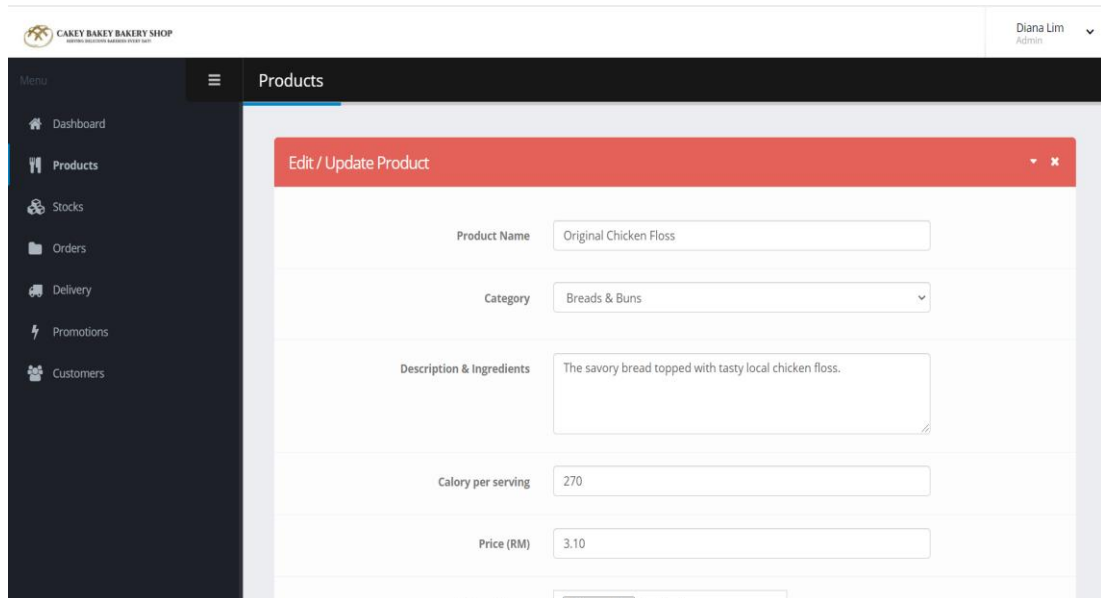 CAKEY BAKEY BAKERY SHOP
Diana Lim
Admin
Menu
Products
Dashboard
Products
Stocks
Orders
Delivery
Promotions
Customers
Edit / Update Product
Product Name
Original Chicken Floss
Category
Breads & Buns
Description & Ingredients
The savory bread topped with tasty local chicken floss.
Calory per serving
270
Price (RM)
3.10